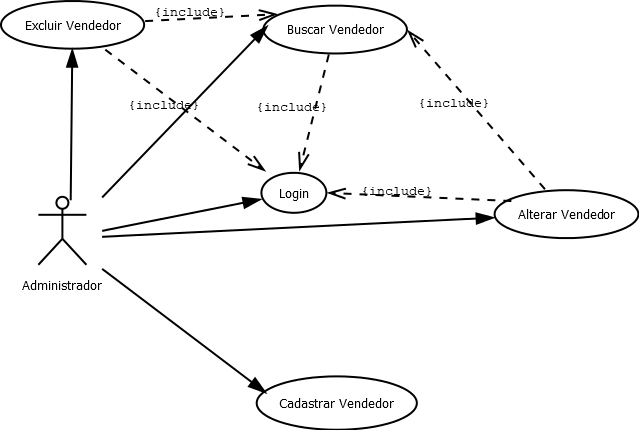 {include}
Excluir Vendedor
Buscar Vendedor
{include}
{include}
{include}
{include}
Login
Alterar Vendedor
Administrador
Cadastrar Vendedor